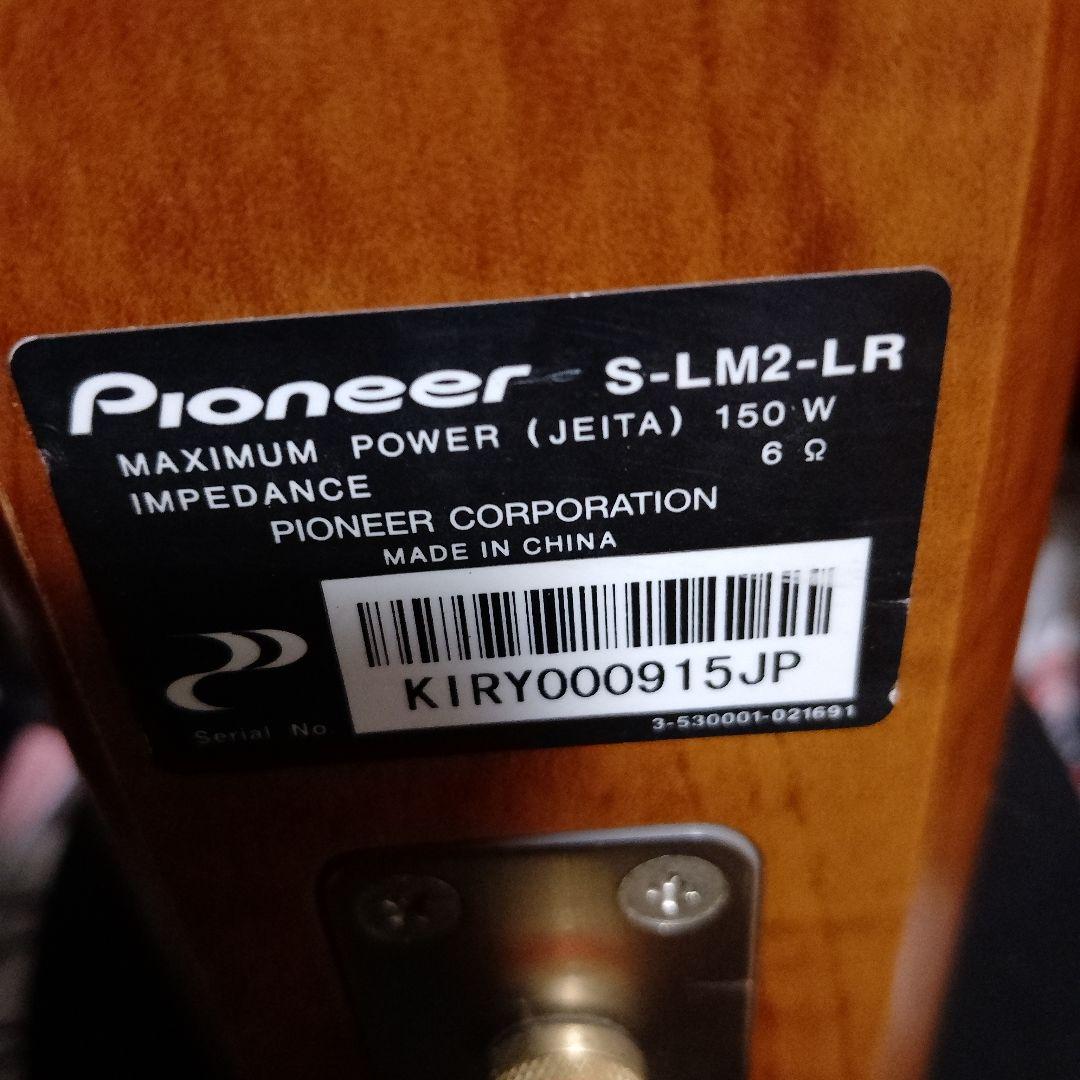 Pioneer S-LM2-LR
MAXIMUM POWER (JEITA) 150 W
IMPEDANCE 6 Ω
PIONEER CORPORATION
MADE IN CHINA
KIRY000915JP
Serial No.
3-530001-021691